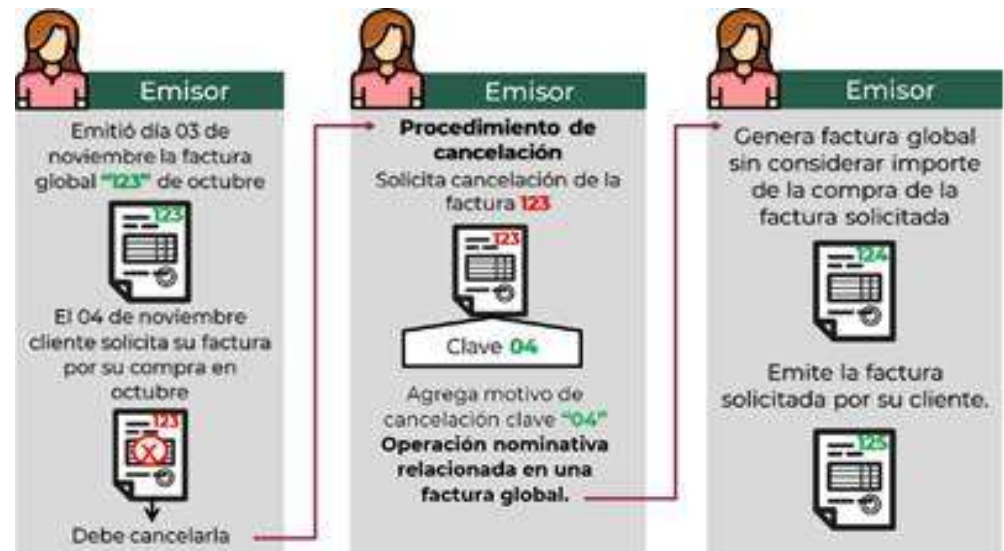 Emisor
Emitió día 03 de
noviembre la factura
global "123" de octubre
123
El 04 de noviembre
cliente solicita su factura
por su compra en
octubre
123
X
Debe cancelarla
Emisor
Procedimiento de
cancelación
Solicita cancelación de la
factura 123
123
Clave 04
Agrega motivo de
cancelación clave "04"
Operación nominativa
relacionada en una
factura global.
Emisor
Genera factura global
sin considerar importe
de la compra de la
factura solicitada
124
Emite la factura
solicitada por su cliente.
125